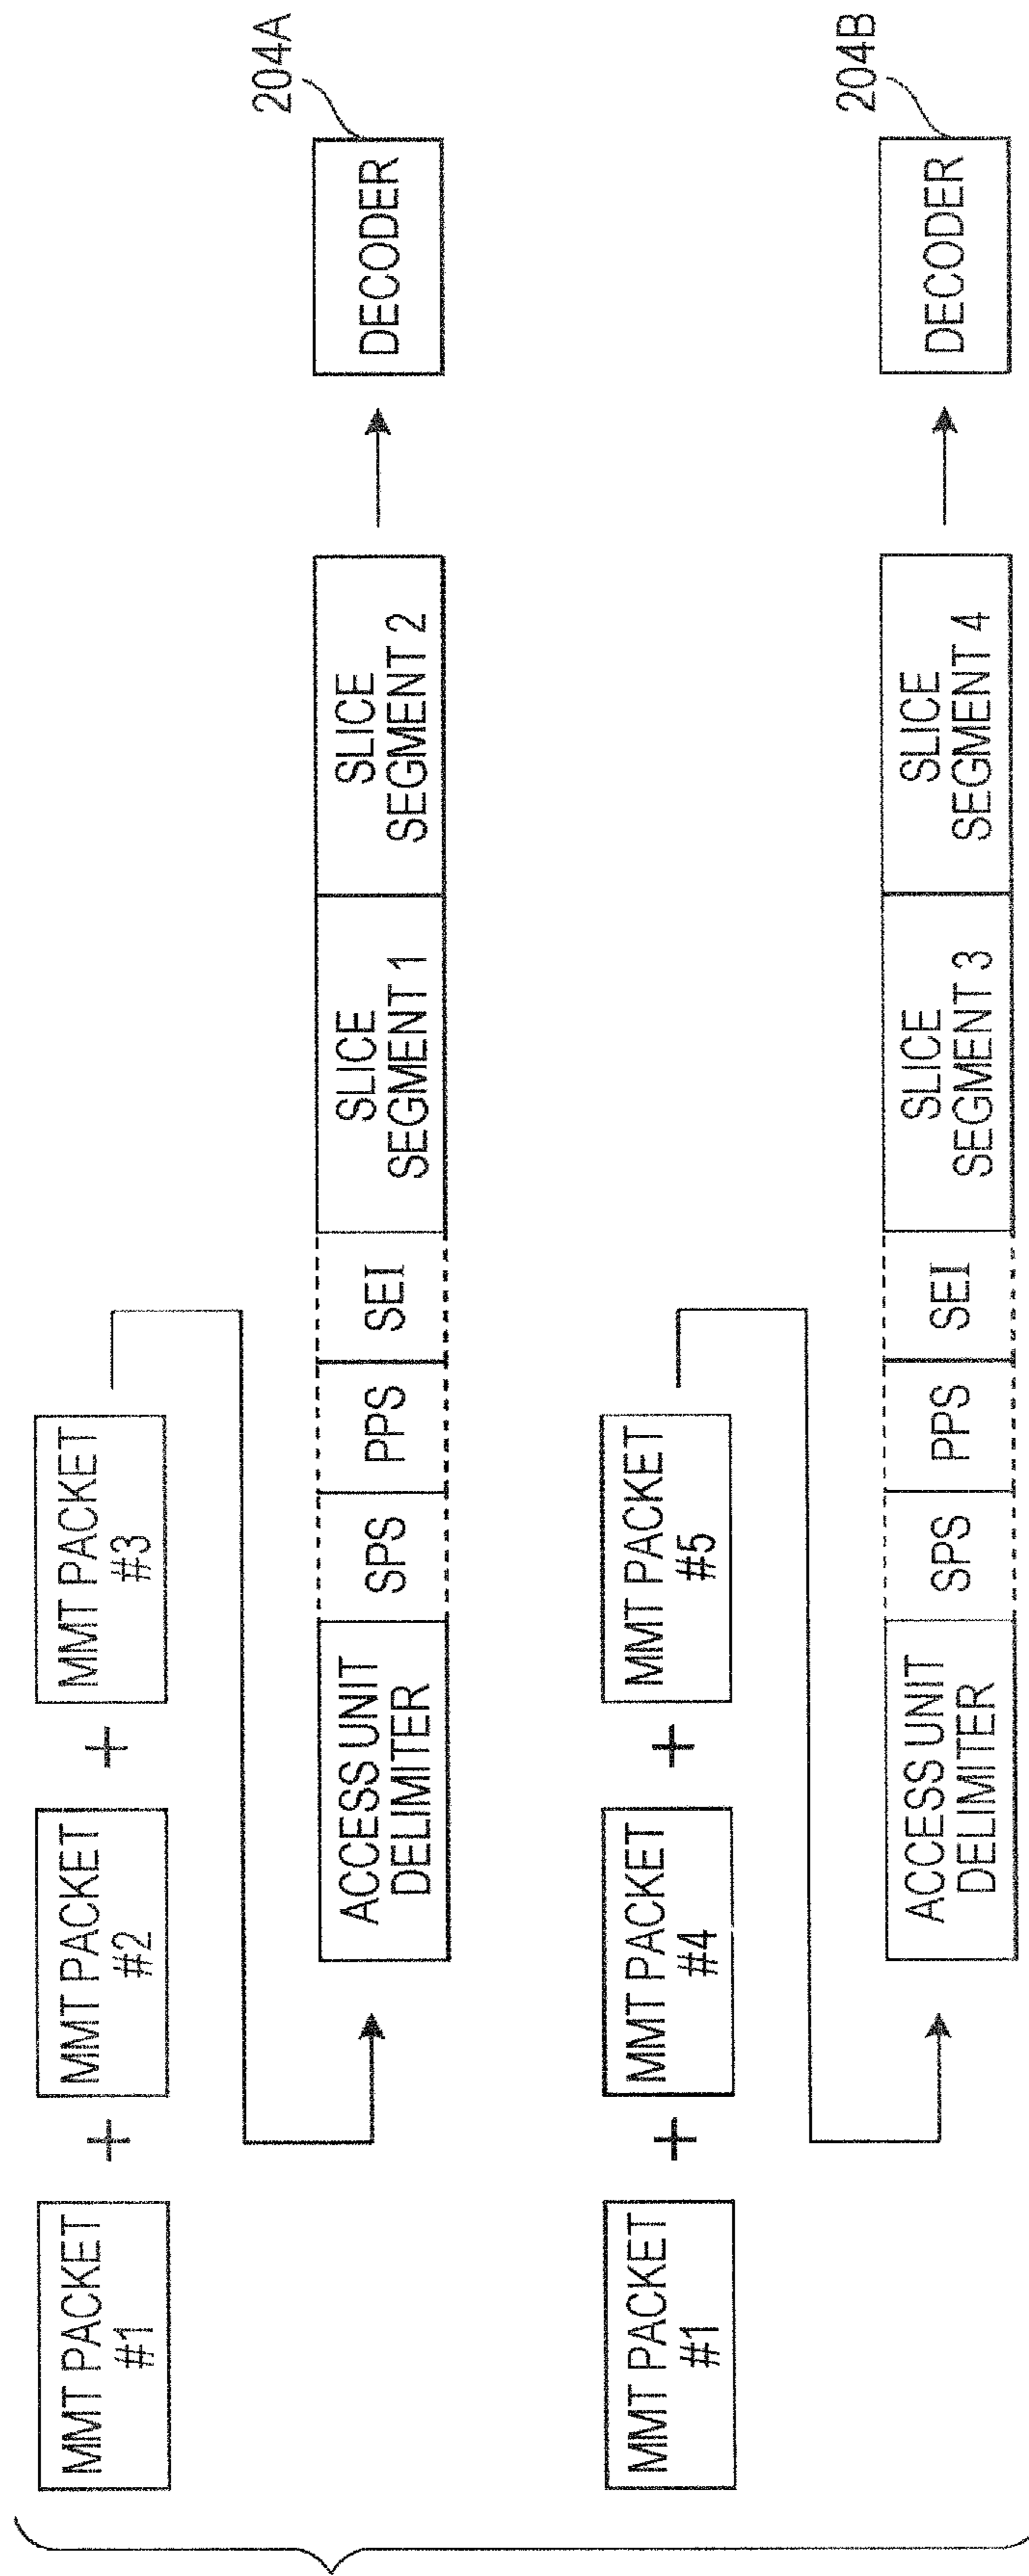 MMT PACKET
#1
+
MMT PACKET
#2
+
MMT PACKET
#3
ACCESS UNIT
DELIMITER
SPS
PPS
SEI
SLICE
SEGMENT 1
SLICE
SEGMENT 2
DECODER
204A
MMT PACKET
#1
+
MMT PACKET
#4
+
MMT PACKET
#5
ACCESS UNIT
DELIMITER
SPS
PPS
SEI
SLICE
SEGMENT 3
SLICE
SEGMENT 4
DECODER
204B